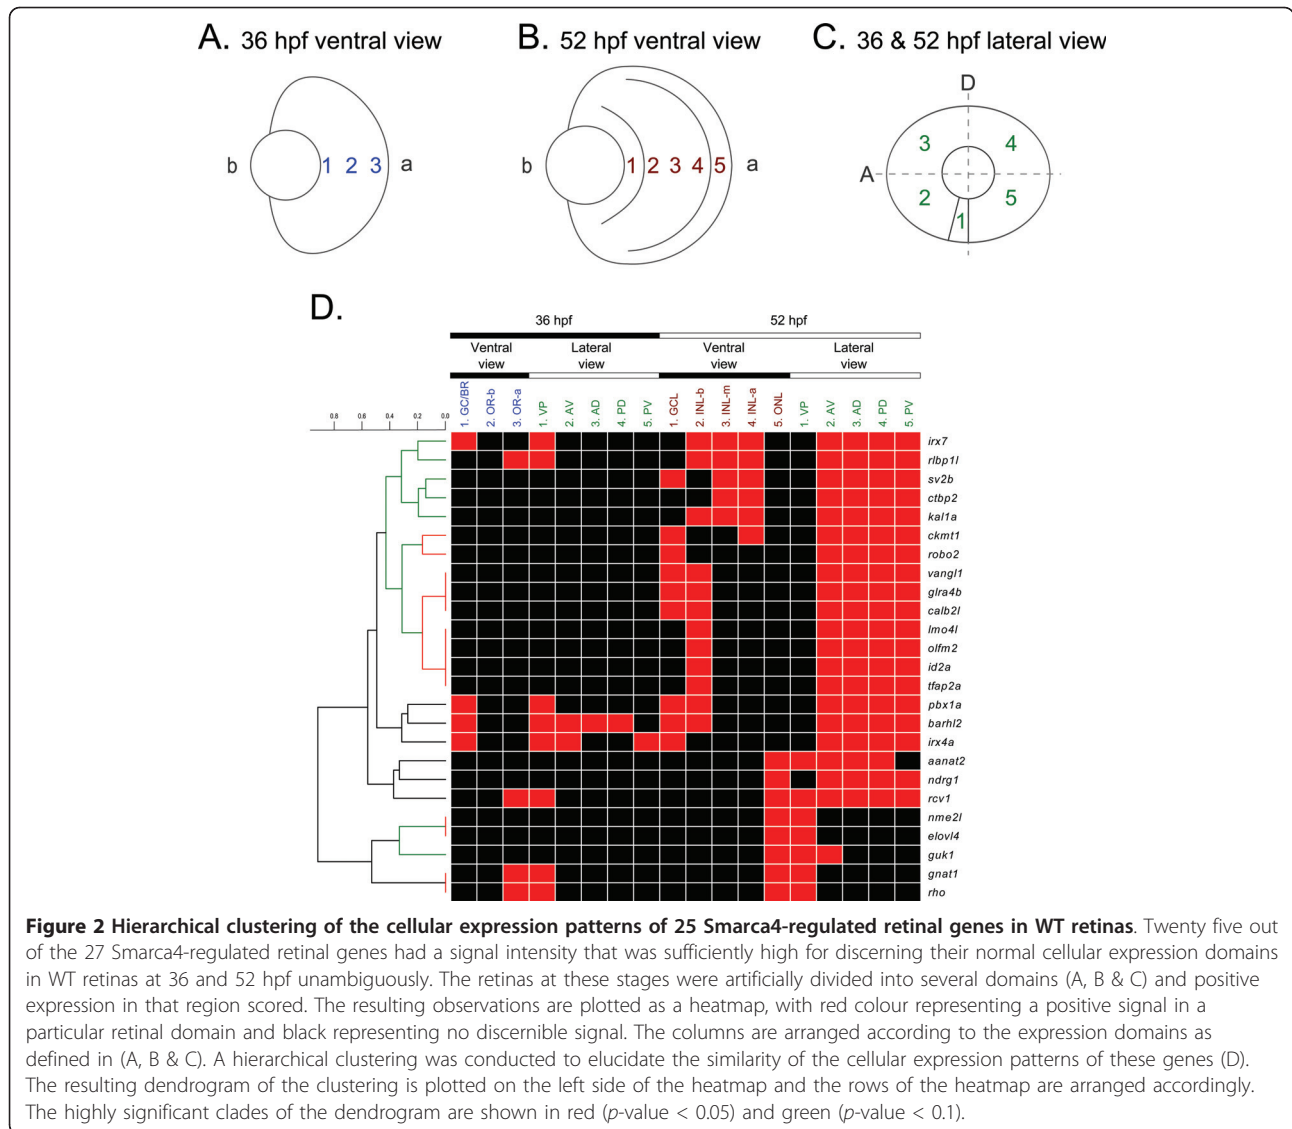 A. 36 hpf ventral view
B. 52 hpf ventral view
C. 36 & 52 hpf lateral view
b 1 2 3 a
b 1 2 3 4 5 a
D
3 4
A
2 5
1
D.
36 hpf 52 hpf
Ventral view Lateral view Ventral view Lateral view
0.8 0.6 0.4 0.2 0.0
1. GC/BR
2. OR-b
3. OR-a
1. VP
2. AV
3. AD
4. PD
5. PV
1. GCL
2. INL-b
3. INL-m
4. INL-a
5. ONL
1. VP
2. AV
3. AD
4. PD
5. PV
irx7
rlbp1l
sv2b
ctbp2
kal1a
ckmt1
robo2
vangl1
glra4b
calb2l
lmo4l
olfm2
id2a
tfap2a
pbx1a
barhl2
irx4a
aanat2
ndrg1
rcv1
nme2l
elovl4
guk1
gnat1
rho
Figure 2 Hierarchical clustering of the cellular expression patterns of 25 Smarca4-regulated retinal genes in WT retinas. Twenty five out
of the 27 Smarca4-regulated retinal genes had a signal intensity that was sufficiently high for discerning their normal cellular expression domains
in WT retinas at 36 and 52 hpf unambiguously. The retinas at these stages were artificially divided into several domains (A, B & C) and positive
expression in that region scored. The resulting observations are plotted as a heatmap, with red colour representing a positive signal in a
particular retinal domain and black representing no discernible signal. The columns are arranged according to the expression domains as
defined in (A, B & C). A hierarchical clustering was conducted to elucidate the similarity of the cellular expression patterns of these genes (D).
The resulting dendrogram of the clustering is plotted on the left side of the heatmap and the rows of the heatmap are arranged accordingly.
The highly significant clades of the dendrogram are shown in red (p-value < 0.05) and green (p-value < 0.1).